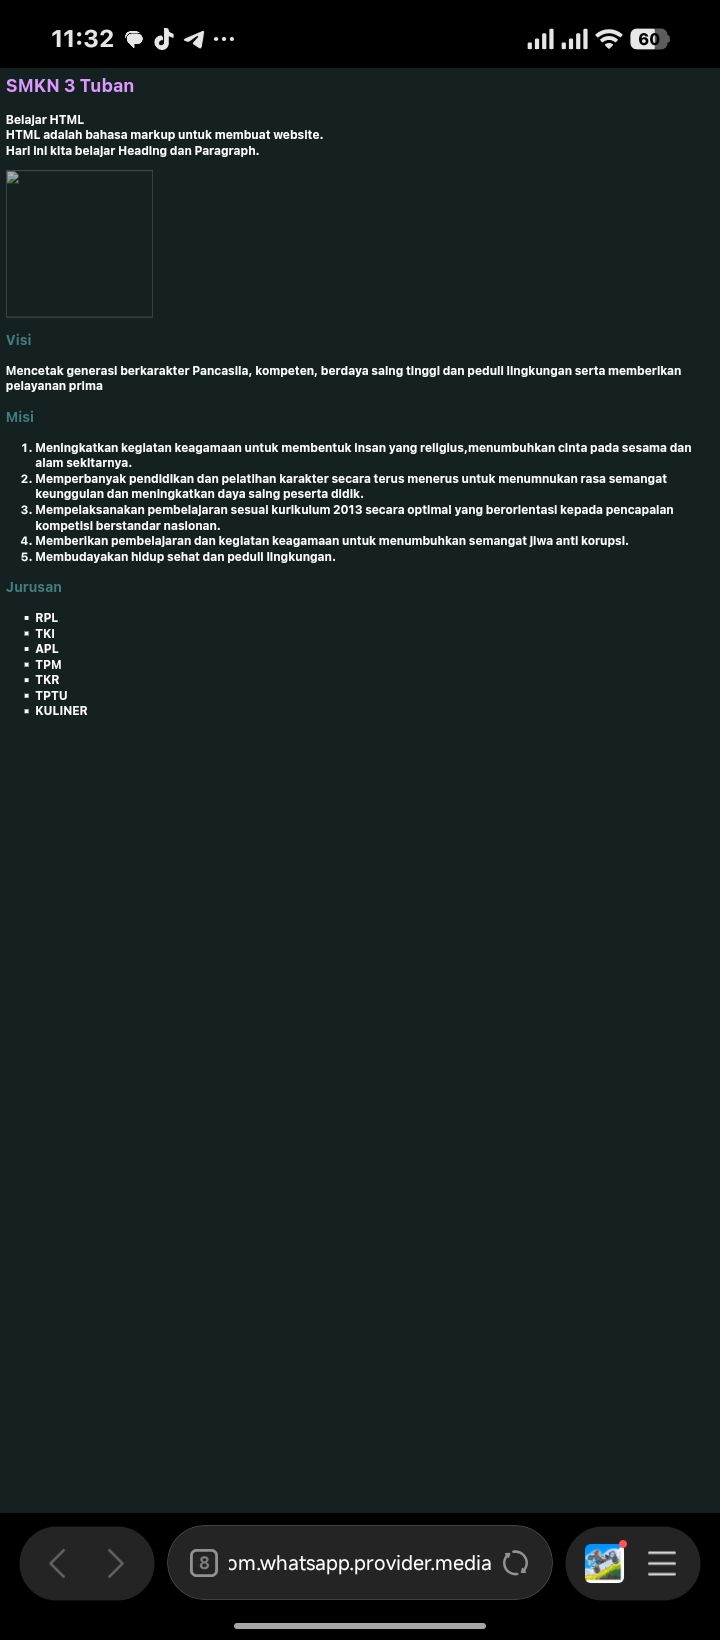 11:32
60
SMKN 3 Tuban
Belajar HTML
HTML adalah bahasa markup untuk membuat website.
Hari ini kita belajar Heading dan Paragraph.
Visi
Mencetak generasi berkarakter Pancasila, kompeten, berdaya saing tinggi dan peduli lingkungan serta memberikan
pelayanan prima
Misi
1. Meningkatkan kegiatan keagamaan untuk membentuk insan yang religius,menumbuhkan cinta pada sesama dan
alam sekitarnya.
2. Memperbanyak pendidikan dan pelatihan karakter secara terus menerus untuk menumnukan rasa semangat
keunggulan dan meningkatkan daya saing peserta didik.
3. Mempelaksanakan pembelajaran sesuai kurikulum 2013 secara optimal yang berorientasi kepada pencapaian
kompetisi berstandar naslonan.
4. Memberikan pembelajaran dan kegiatan keagamaan untuk menumbuhkan semangat jiwa anti korupsi.
5. Membudayakan hidup sehat dan peduli lingkungan.
Jurusan
▪ RPL
▪ TKI
▪ APL
▪ TPM
▪ TKR
▪ TPTU
▪ KULINER
8 om.whatsapp.provider.media